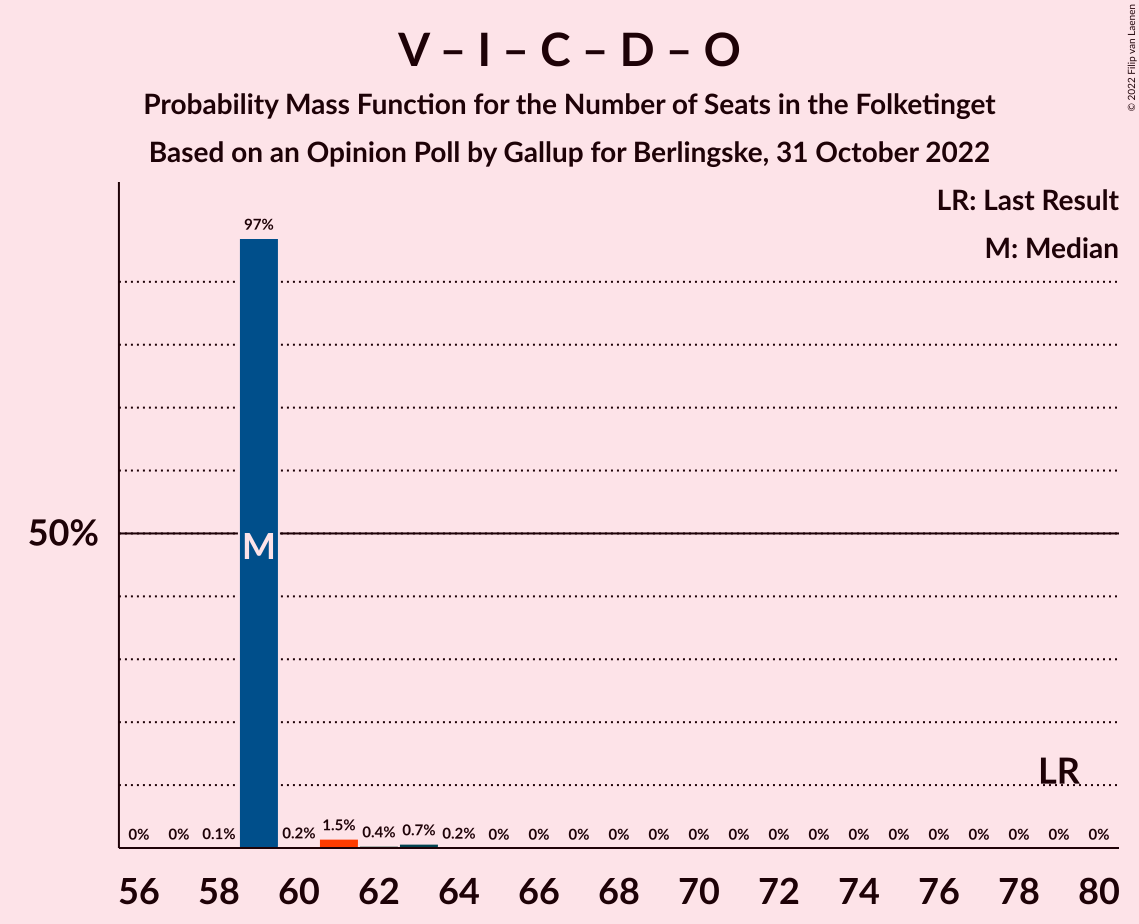 V – I – C – D – O
Probability Mass Function for the Number of Seats in the Folketinget
Based on an Opinion Poll by Gallup for Berlingske, 31 October 2022
© 2022 Filip van Laenen
LR: Last Result
M: Median
97%
50%
M
LR
0% 0% 0.1% 0.2% 1.5% 0.4% 0.7% 0.2% 0% 0% 0% 0% 0% 0% 0% 0% 0% 0% 0% 0% 0% 0% 0% 0%
56 58 60 62 64 66 68 70 72 74 76 78 80